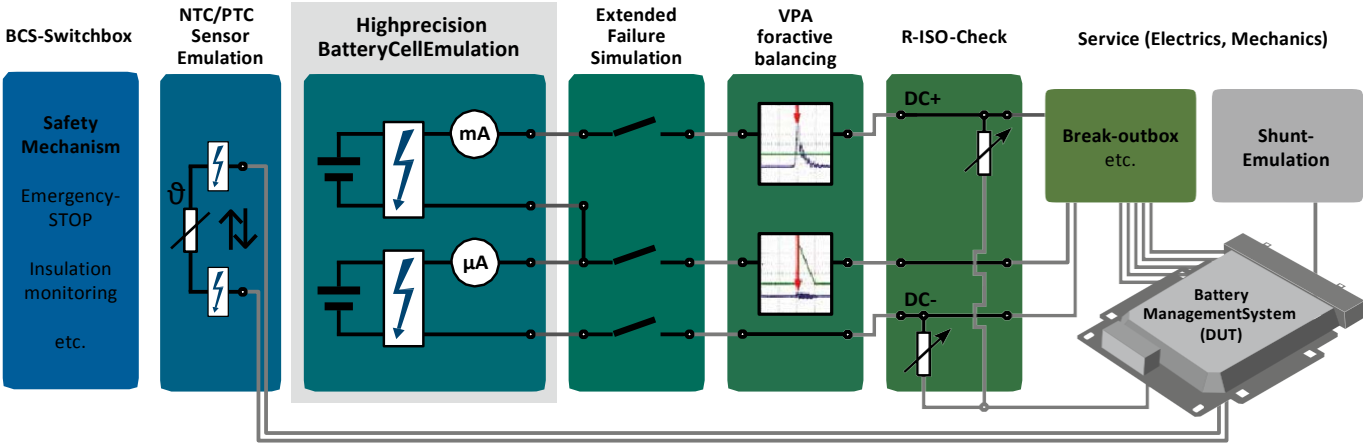 BCS-Switchbox
NTC/PTC
Sensor
Emulation
Highprecision
BatteryCellEmulation
Extended
Failure
Simulation
VPA
foractive
balancing
R-ISO-Check
Service (Electrics, Mechanics)
Safety
Mechanism
Emergency-
STOP
Insulation
monitoring
etc.
ϑ
mA
µA
DC+
DC-
Break-outbox
etc.
Shunt-
Emulation
Battery
ManagementSystem
(DUT)